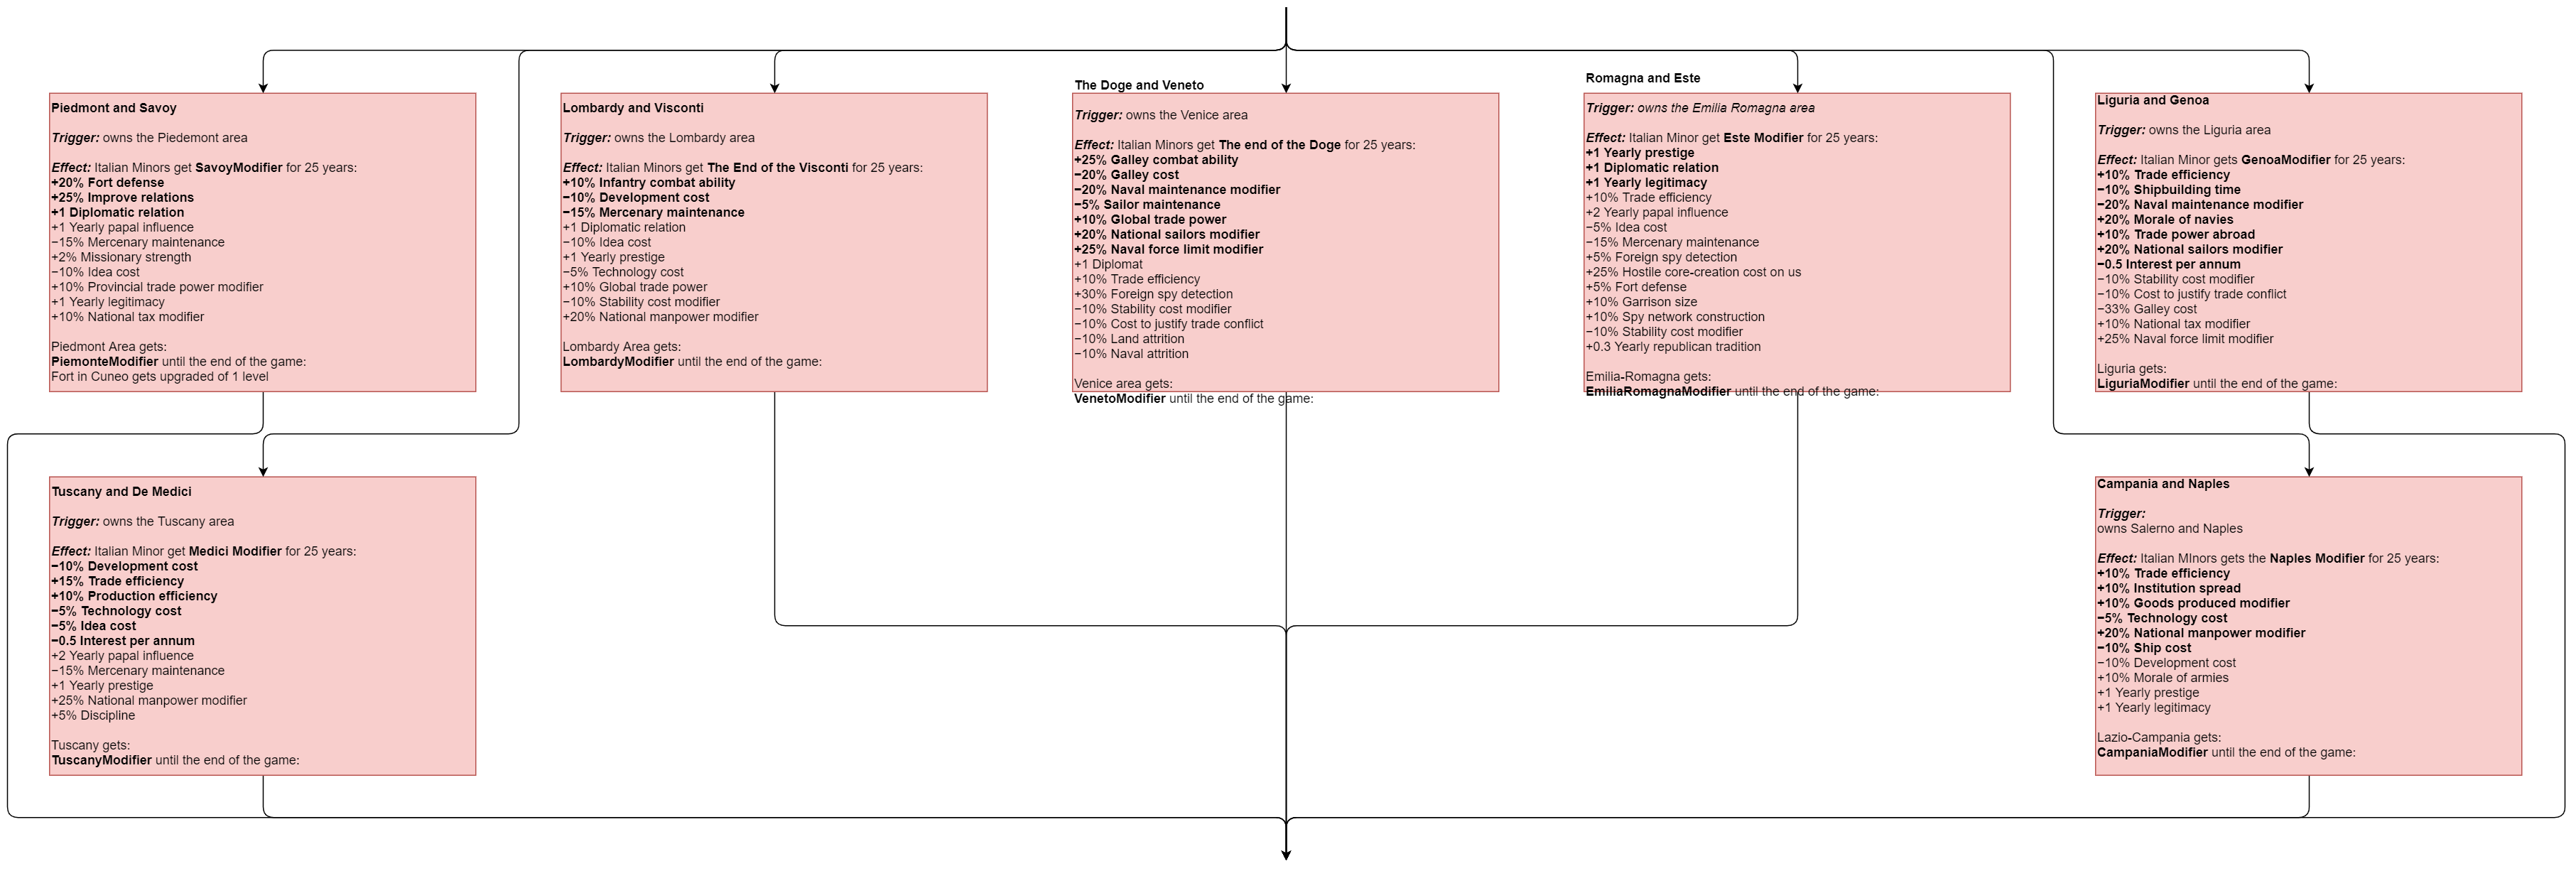 Piedmont and Savoy
Trigger: owns the Piedemont area
Effect: Italian Minors get SavoyModifier for 25 years:
+20% Fort defense
+25% Improve relations
+1 Diplomatic relation
+1 Yearly papal influence
−15% Mercenary maintenance
+2% Missionary strength
−10% Idea cost
+10% Provincial trade power modifier
+1 Yearly legitimacy
+10% National tax modifier
Piedmont Area gets:
PiemonteModifier until the end of the game:
Fort in Cuneo gets upgraded of 1 level
Lombardy and Visconti
Trigger: owns the Lombardy area
Effect: Italian Minors get The End of the Visconti for 25 years:
+10% Infantry combat ability
−10% Development cost
−15% Mercenary maintenance
+1 Diplomatic relation
−10% Idea cost
+1 Yearly prestige
−5% Technology cost
+10% Global trade power
−10% Stability cost modifier
+20% National manpower modifier
Lombardy Area gets:
LombardyModifier until the end of the game:
The Doge and Veneto
Trigger: owns the Venice area
Effect: Italian Minors get The end of the Doge for 25 years:
+25% Galley combat ability
−20% Galley cost
−20% Naval maintenance modifier
−5% Sailor maintenance
+10% Global trade power
+20% National sailors modifier
+25% Naval force limit modifier
+1 Diplomat
+10% Trade efficiency
+30% Foreign spy detection
−10% Stability cost modifier
−10% Cost to justify trade conflict
−10% Land attrition
−10% Naval attrition
Venice area gets:
VenetoModifier until the end of the game:
Romagna and Este
Trigger: owns the Emilia Romagna area
Effect: Italian Minor get Este Modifier for 25 years:
+1 Yearly prestige
+1 Diplomatic relation
+1 Yearly legitimacy
+10% Trade efficiency
+2 Yearly papal influence
−5% Idea cost
−15% Mercenary maintenance
+5% Foreign spy detection
+25% Hostile core-creation cost on us
+5% Fort defense
+10% Garrison size
+10% Spy network construction
−10% Stability cost modifier
+0.3 Yearly republican tradition
Emilia-Romagna gets:
EmiliaRomagnaModifier until the end of the game:
Liguria and Genoa
Trigger: owns the Liguria area
Effect: Italian Minor gets GenoaModifier for 25 years:
+10% Trade efficiency
−10% Shipbuilding time
−20% Naval maintenance modifier
+20% Morale of navies
+10% Trade power abroad
+20% National sailors modifier
−0.5 Interest per annum
−10% Stability cost modifier
−10% Cost to justify trade conflict
−33% Galley cost
+10% National tax modifier
+25% Naval force limit modifier
Liguria gets:
LiguriaModifier until the end of the game:
Tuscany and De Medici
Trigger: owns the Tuscany area
Effect: Italian Minor get Medici Modifier for 25 years:
−10% Development cost
+15% Trade efficiency
+10% Production efficiency
−5% Technology cost
−5% Idea cost
−0.5 Interest per annum
+2 Yearly papal influence
−15% Mercenary maintenance
+1 Yearly prestige
+25% National manpower modifier
+5% Discipline
Tuscany gets:
TuscanyModifier until the end of the game:
Campania and Naples
Trigger:
owns Salerno and Naples
Effect: Italian MInors gets the Naples Modifier for 25 years:
+10% Trade efficiency
+10% Institution spread
+10% Goods produced modifier
−5% Technology cost
+20% National manpower modifier
−10% Ship cost
−10% Development cost
+10% Morale of armies
+1 Yearly prestige
+1 Yearly legitimacy
Lazio-Campania gets:
CampaniaModifier until the end of the game: